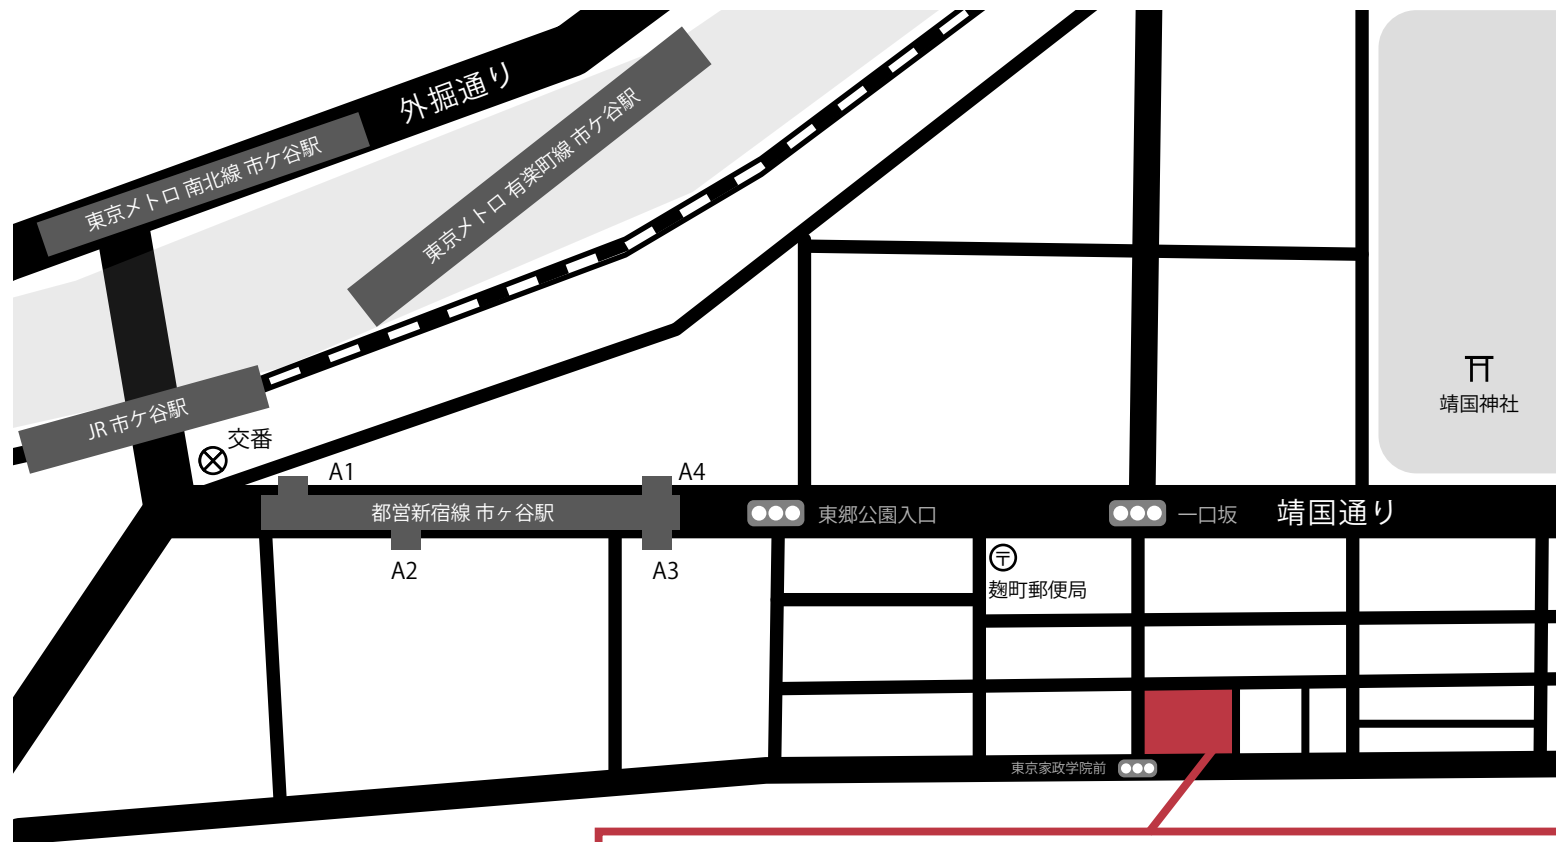 外掘通り
東京メトロ 南北線 市ケ谷駅
東京メトロ 有楽町線 市ケ谷駅
JR 市ケ谷駅
交番
A1
A4
都営新宿線 市ヶ谷駅
A2
A3
東郷公園入口
一口坂
靖国通り
靖国神社
〒
麹町郵便局
東京家政学院前